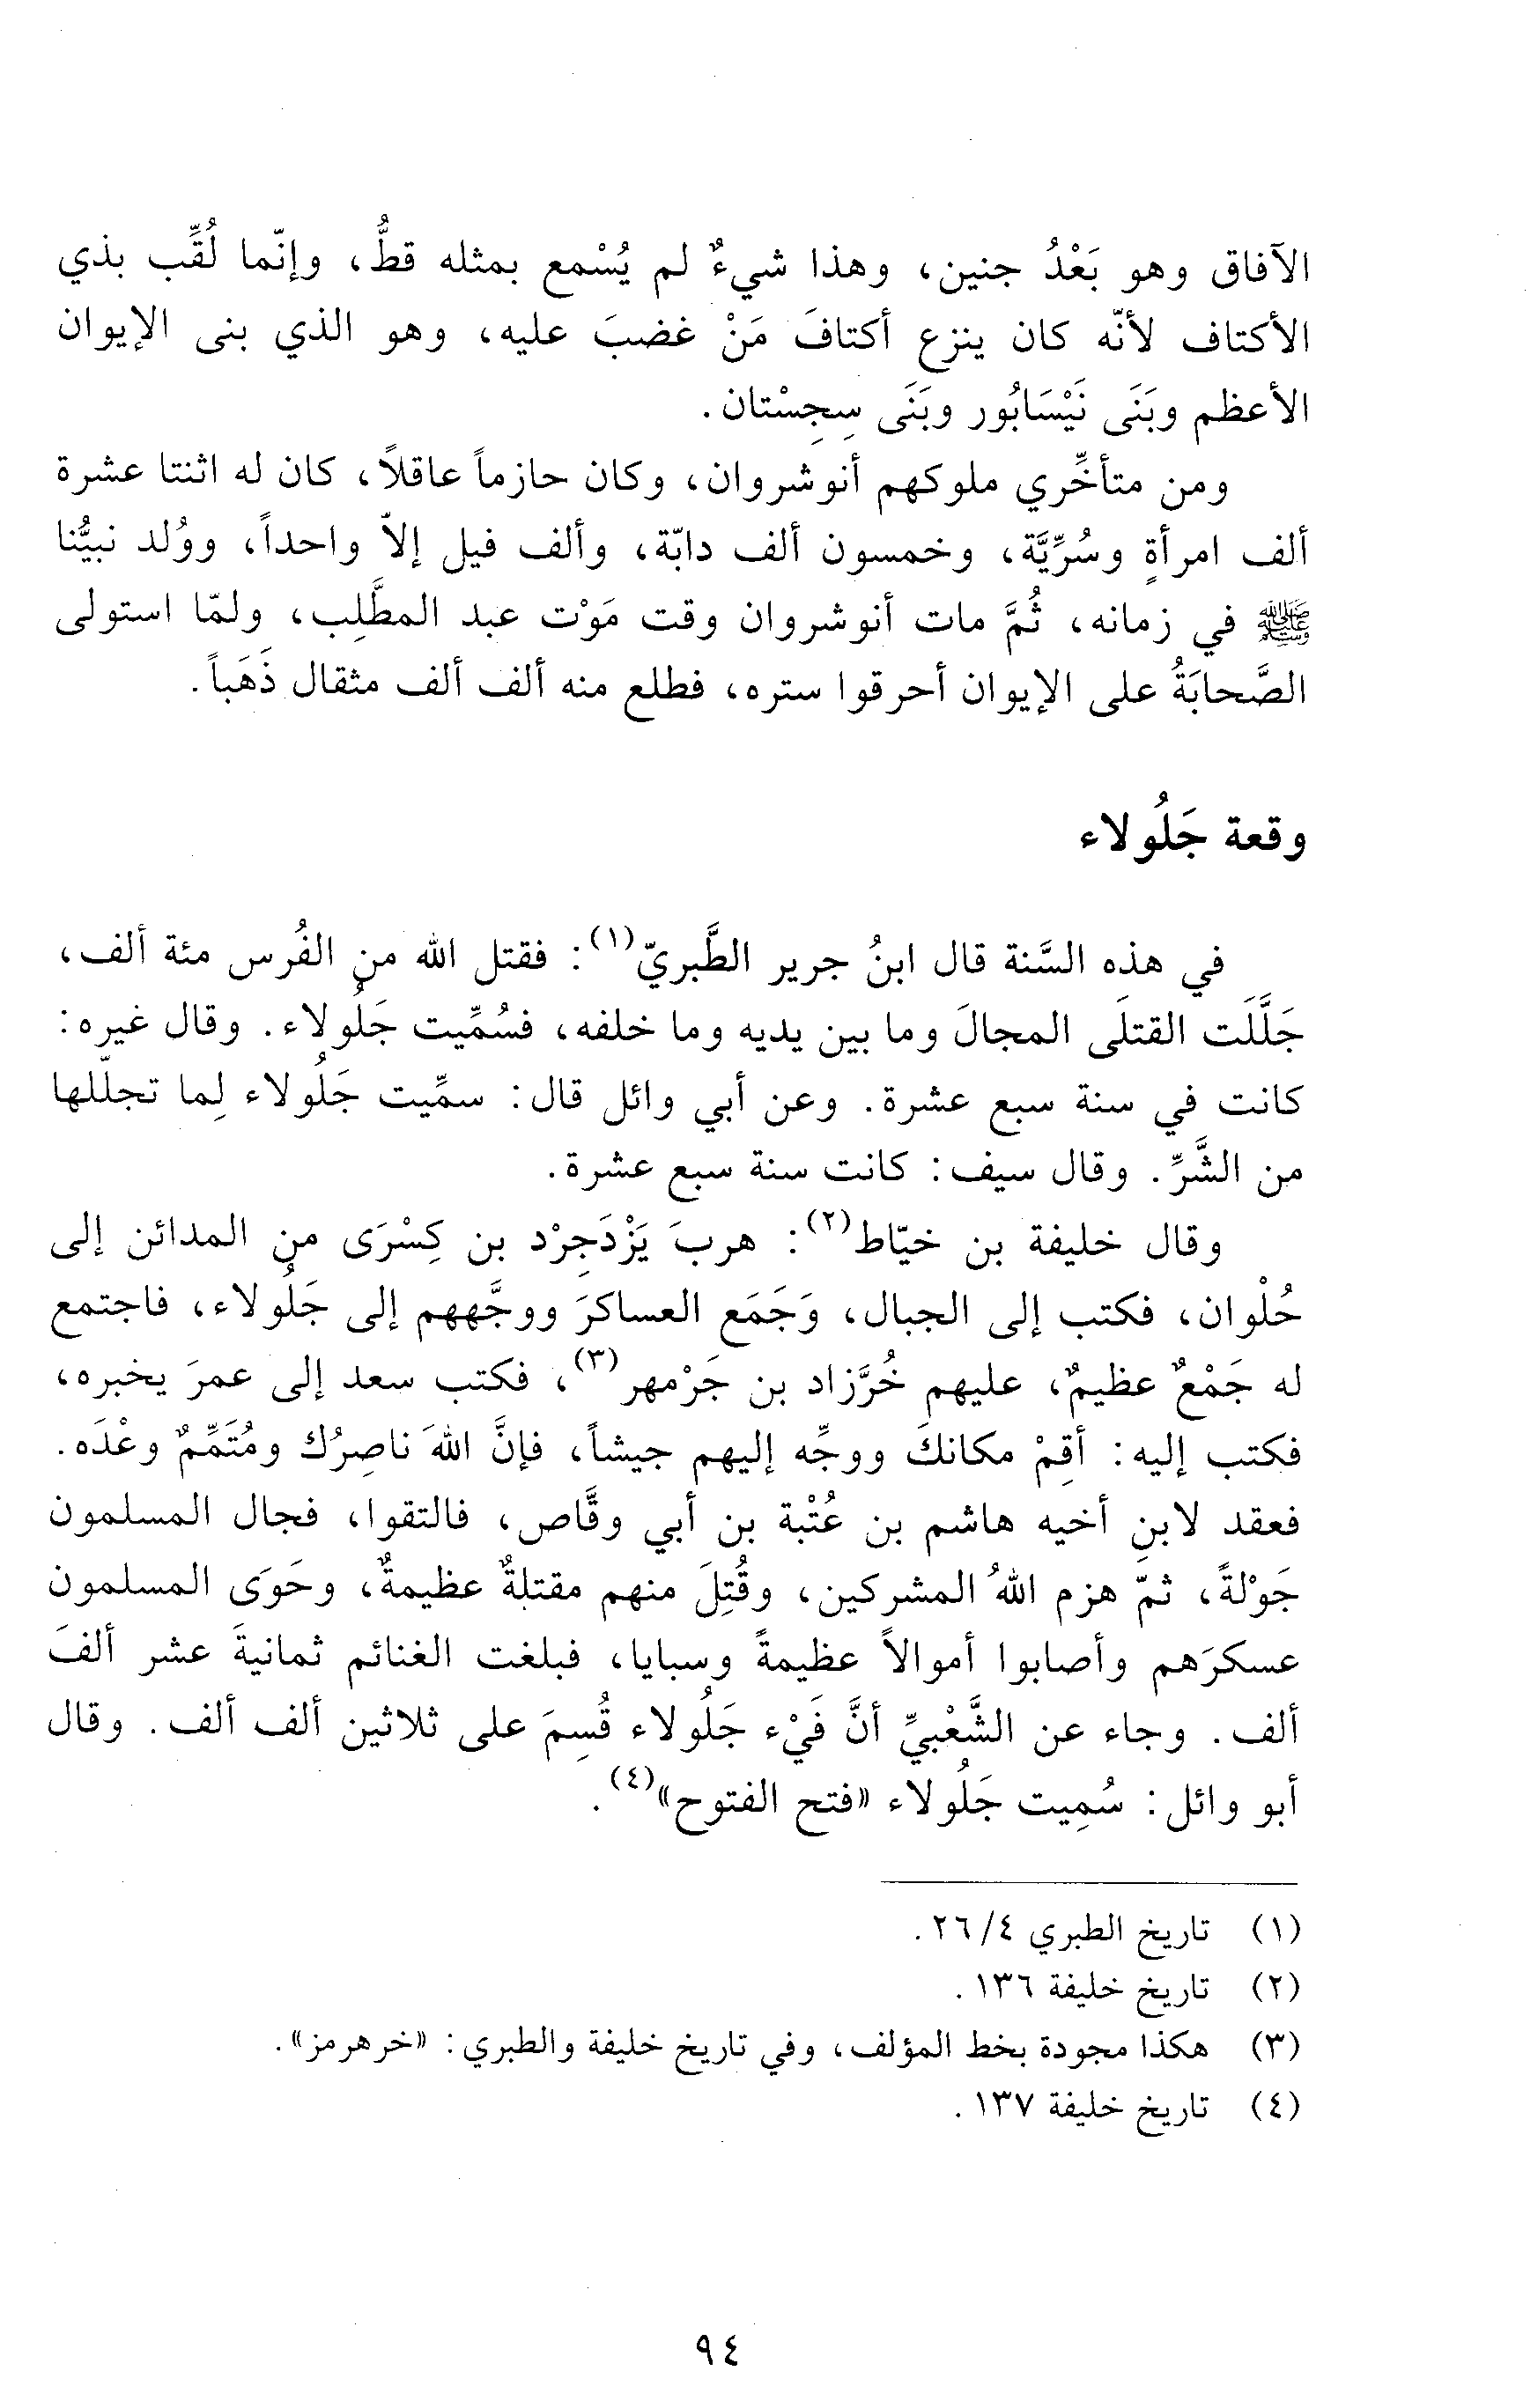 الآفاق وهو بَعْدُ جنين، وهذا شيءٌ لم يُسْمع بمثله قطُّ، وإنّما لُقِّب بذي
الأكتاف لأنّه كان ينزع أكتافَ مَنْ غضبَ عليه، وهو الذي بنى الإيوان
الأعظم وبَنَى نَيْسَابُور وبَنَى سِجِسْتان.
ومن متأخِّري ملوكهم أنوشروان، وكان حازماً عاقلاً، كان له اثنتا عشرة
ألف امرأةٍ وسُرِّيَّة، وخمسون ألف دابّة، وألف فيل إلاّ واحداً، ووُلد نبيُّنا
ﷺ في زمانه، ثُمَّ مات أنوشروان وقت مَوْت عبد المطَّلِب، ولمّا استولى
الصَّحابَةُ على الإيوان أحرقوا ستره، فطلع منه ألف ألف مثقال ذَهَباً.
وقعة جَلُولاء
في هذه السَّنة قال ابنُ جرير الطَّبريّ(١): فقتل الله من الفُرس مئة ألف،
جَلَّلَت القتلَى المجالَ وما بين يديه وما خلفه، فسُمِّيت جَلُولاء. وقال غيره:
كانت في سنة سبع عشرة. وعن أبي وائل قال: سمِّيت جَلُولاء لِما تجلّلها
من الشَّرِّ. وقال سيف: كانت سنة سبع عشرة.
وقال خليفة بن خيّاط(٢): هربَ يَزْدَجِرْد بن كِسْرَى من المدائن إلى
حُلْوان، فكتب إلى الجبال، وَجَمَع العساكرَ ووجَّههم إلى جَلُولاء، فاجتمع
له جَمْعٌ عظيمٌ، عليهم خُرَّزاد بن جَرْمهر(٣)، فكتب سعد إلى عمرَ يخبره،
فكتب إليه: أقِمْ مكانكَ ووجِّه إليهم جيشاً، فإنَّ اللهَ ناصِرُك ومُتَمِّمٌ وعْدَه.
فعقد لابنِ أخيه هاشم بن عُتْبة بن أبي وقَّاص، فالتقوا، فجال المسلمون
جَوْلةً، ثمّ هزم اللهُ المشركين، وقُتِلَ منهم مقتلةٌ عظيمةٌ، وحَوَى المسلمون
عسكرَهم وأصابوا أموالاً عظيمةً وسبايا، فبلغت الغنائم ثمانيةَ عشر ألفَ
ألف. وجاء عن الشَّعْبيِّ أنَّ فَيْء جَلُولاء قُسِمَ على ثلاثين ألف ألف. وقال
أبو وائل: سُمِيت جَلُولاء «فتح الفتوح»(٤).
(١) تاريخ الطبري ٤/ ٢٦.
(٢) تاريخ خليفة ١٣٦.
(٣) هكذا مجودة بخط المؤلف، وفي تاريخ خليفة والطبري: «خرهرمز».
(٤) تاريخ خليفة ١٣٧.
٩٤